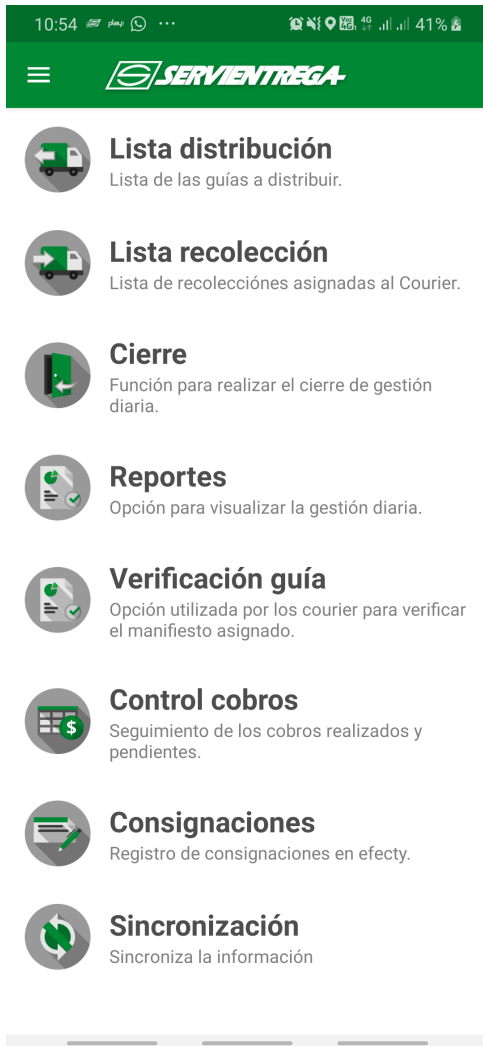 10:54 play ... 4G 41%
SERVIENTREGA
Lista distribución
Lista de las guías a distribuir.
Lista recolección
Lista de recolecciónes asignadas al Courier.
Cierre
Función para realizar el cierre de gestión
diaria.
Reportes
Opción para visualizar la gestión diaria.
Verificación guía
Opción utilizada por los courier para verificar
el manifiesto asignado.
Control cobros
$
Seguimiento de los cobros realizados y
pendientes.
Consignaciones
Registro de consignaciones en efecty.
Sincronización
Sincroniza la información